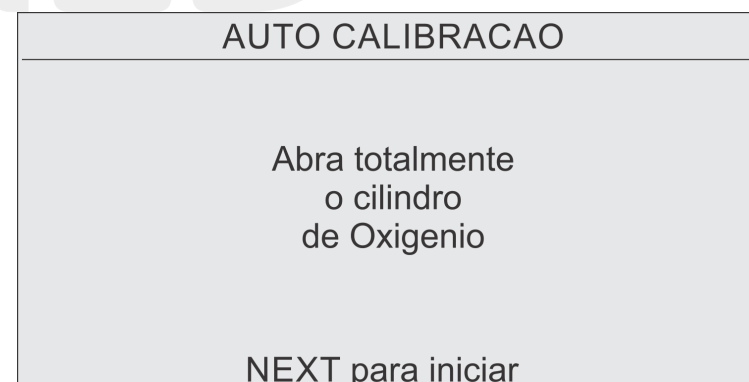 AUTO CALIBRACAO
Abra totalmente
o cilindro
de Oxigenio
NEXT para iniciar